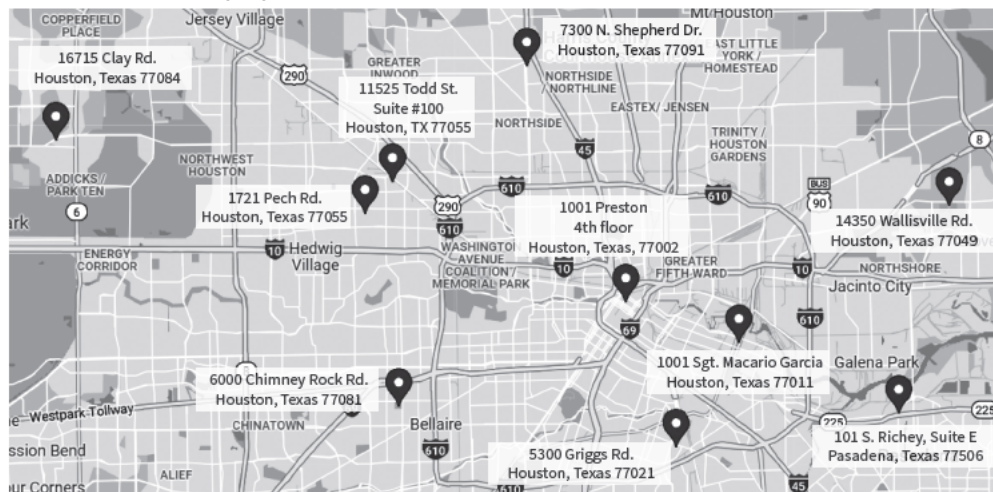 COPPERFIELD
PLACE
Jersey Village
Mt Houston
16715 Clay Rd.
Houston, Texas 77084
290
GREATER
INWOOD
7300 N. Shepherd Dr.
Houston, Texas 77091
EAST LITTLE
YORK /
HOMESTEAD
11525 Todd St.
Suite #100
Houston, TX 77055
NORTHSIDE
/ NORTHLINE
EASTEX/ JENSEN
NORTHSIDE
45
TRINITY /
HOUSTON
GARDENS
8
NORTHWEST
HOUSTON
ADDICKS /
PARK TEN
6
ark
1721 Pech Rd.
Houston, Texas 77055
290
610
610
610
BUS
90
1001 Preston
4th floor
Houston, Texas, 77002
14350 Wallisville Rd.
Houston, Texas 77049
ENERGY
CORRIDOR
10
Hedwig
Village
WASHINGTON
AVENUE
COALITION /
MEMORIAL PARK
10
GREATER
FIFTH WARD
10
NORTHSHORE
Jacinto City
69
610
1001 Sgt. Macario Garcia
Houston, Texas 77011
Galena Park
6000 Chimney Rock Rd.
Houston, Texas 77081
Westpark Tollway
CHINATOWN
Bellaire
610
225
225
5300 Griggs Rd.
Houston, Texas 77021
101 S. Richey, Suite E
Pasadena, Texas 77506
ssion Bend
ALIEF
our Corners
610
45